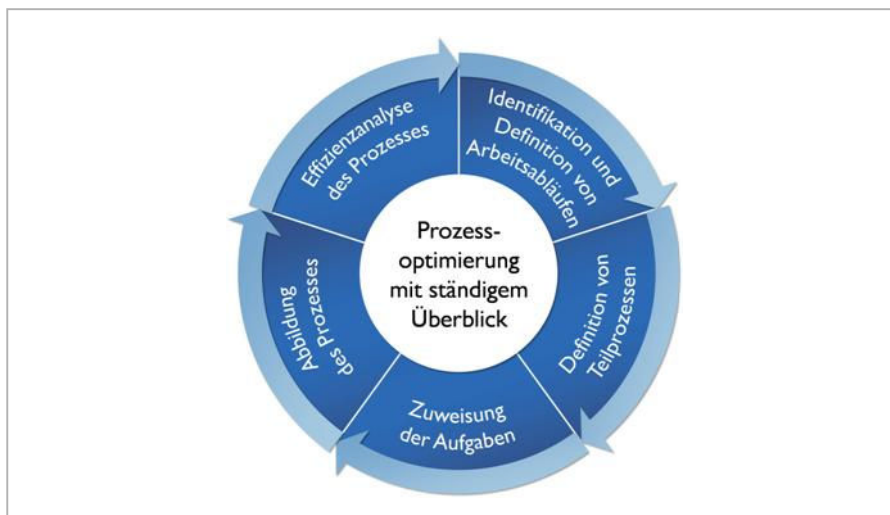 Prozess-
optimierung
mit ständigem
Überblick
Identifikation und
Definition von
Arbeitsabläufen
Definition von
Teilprozessen
Zuweisung
der Aufgaben
Abbildung
des Prozesses
Effizienzanalyse
des Prozesses